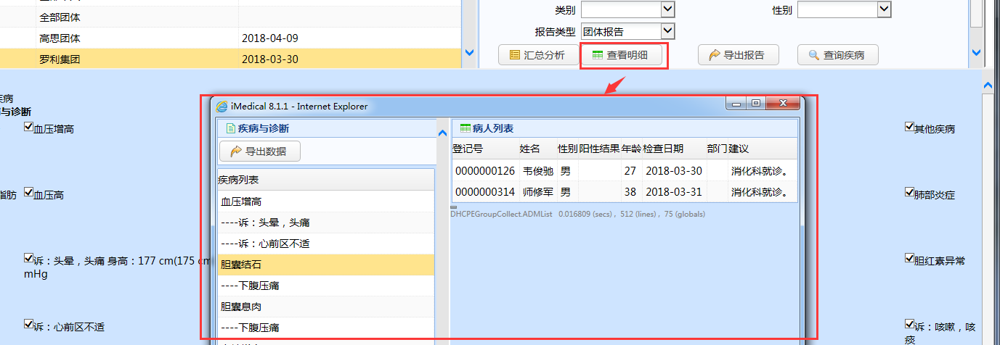 类别
性别
全部团体
报告类型 团体报告
高思团体 2018-04-09
罗利集团 2018-03-30
汇总分析 查看明细 导出报告 查询疾病
疾病
与诊断
血压增高
其他疾病
脂肪
血压高
肺部炎症
诉：头晕，头痛 身高：177 cm(175 cm
mHg
胆红素异常
诉：心前区不适
诉：咳嗽，咳
痰
iMedical 8.1.1 - Internet Explorer
疾病与诊断
导出数据
疾病列表
血压增高
----诉：头晕，头痛
----诉：心前区不适
胆囊结石
----下腹压痛
胆囊息肉
----下腹压痛
病人列表
登记号 姓名 性别 阳性结果 年龄 检查日期 部门 建议
0000000126 韦俊驰 男 27 2018-03-30 消化科就诊。
0000000314 师修军 男 38 2018-03-31 消化科就诊。
DHCPEGroupCollect.ADMList 0.016809 (secs) , 512 (lines) , 75 (globals)